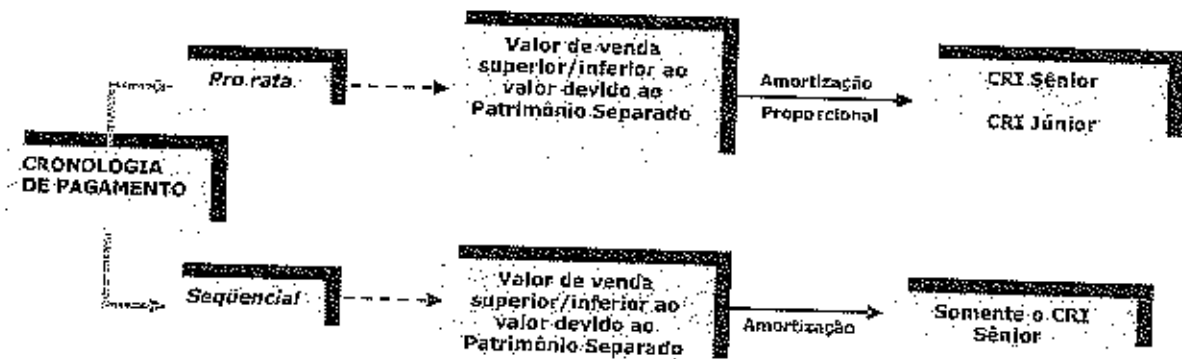 Pro rata
Valor de venda
superior/inferior ao
valor devido ao
Patrimônio Separado
Amortização
Proporcional
CRI Sênior
CRI Júnior
CRONOLOGIA
DE PAGAMENTO
Seqüencial
Valor de venda
superior/inferior ao
valor devido ao
Patrimônio Separado
Amortização
Somente o CRI
Sênior